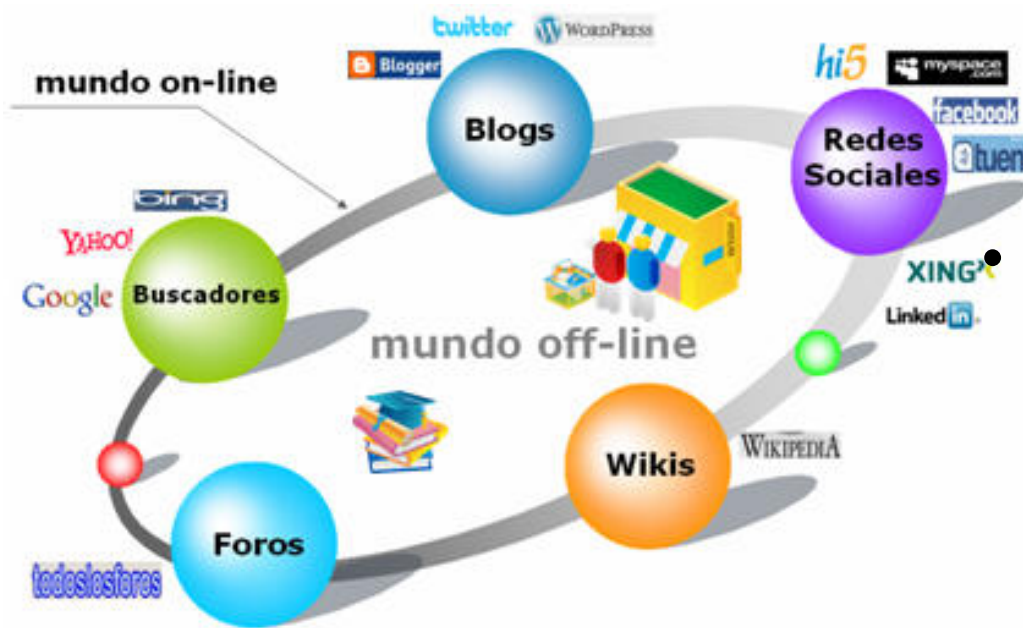 twitter
WORDPRESS
Blogger
mundo on-line
Blogs
hi5
myspace.com
facebook
Redes
Sociales
tuen
bing
YAHOO!
Google
Buscadores
XING
LinkedIn
mundo off-line
Wikis
WIKIPEDIA
Foros
todoslosforos